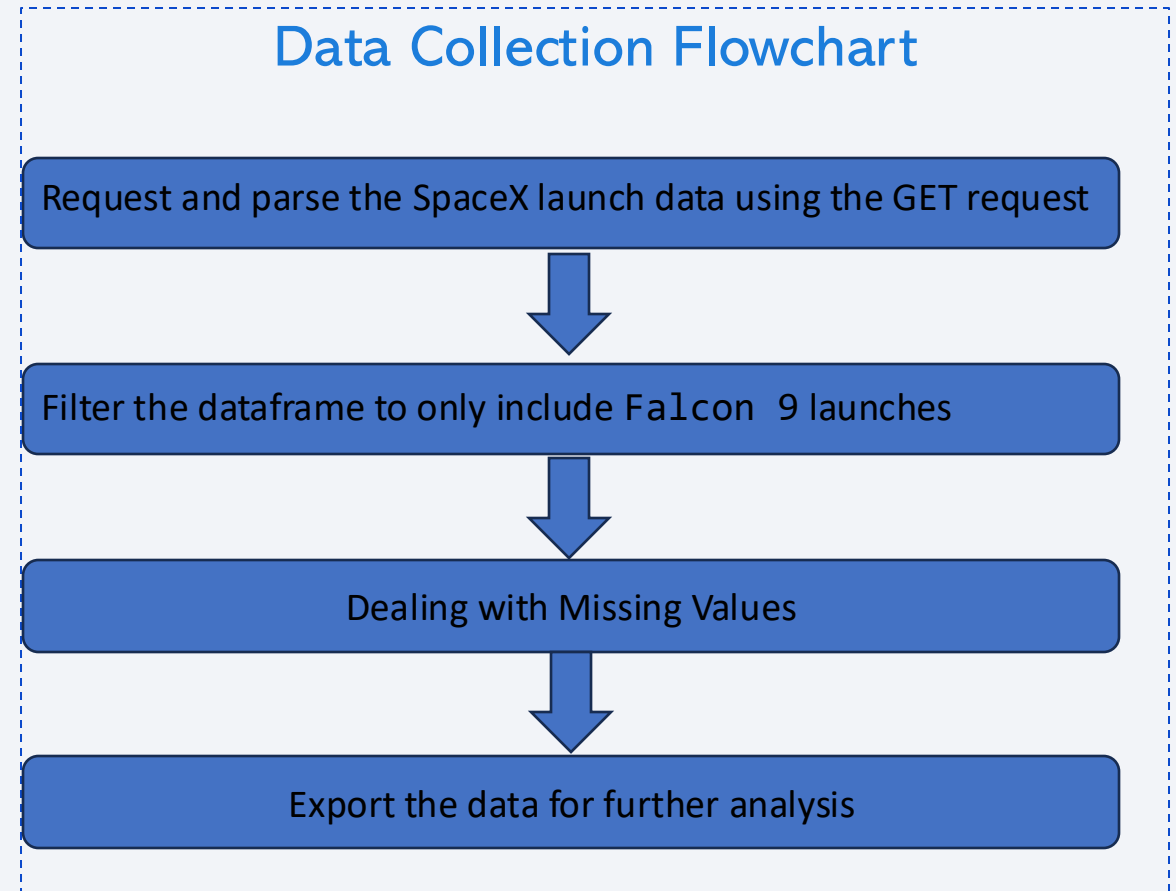 Data Collection Flowchart
Request and parse the SpaceX launch data using the GET request
Filter the dataframe to only include Falcon 9 launches
Dealing with Missing Values
Export the data for further analysis